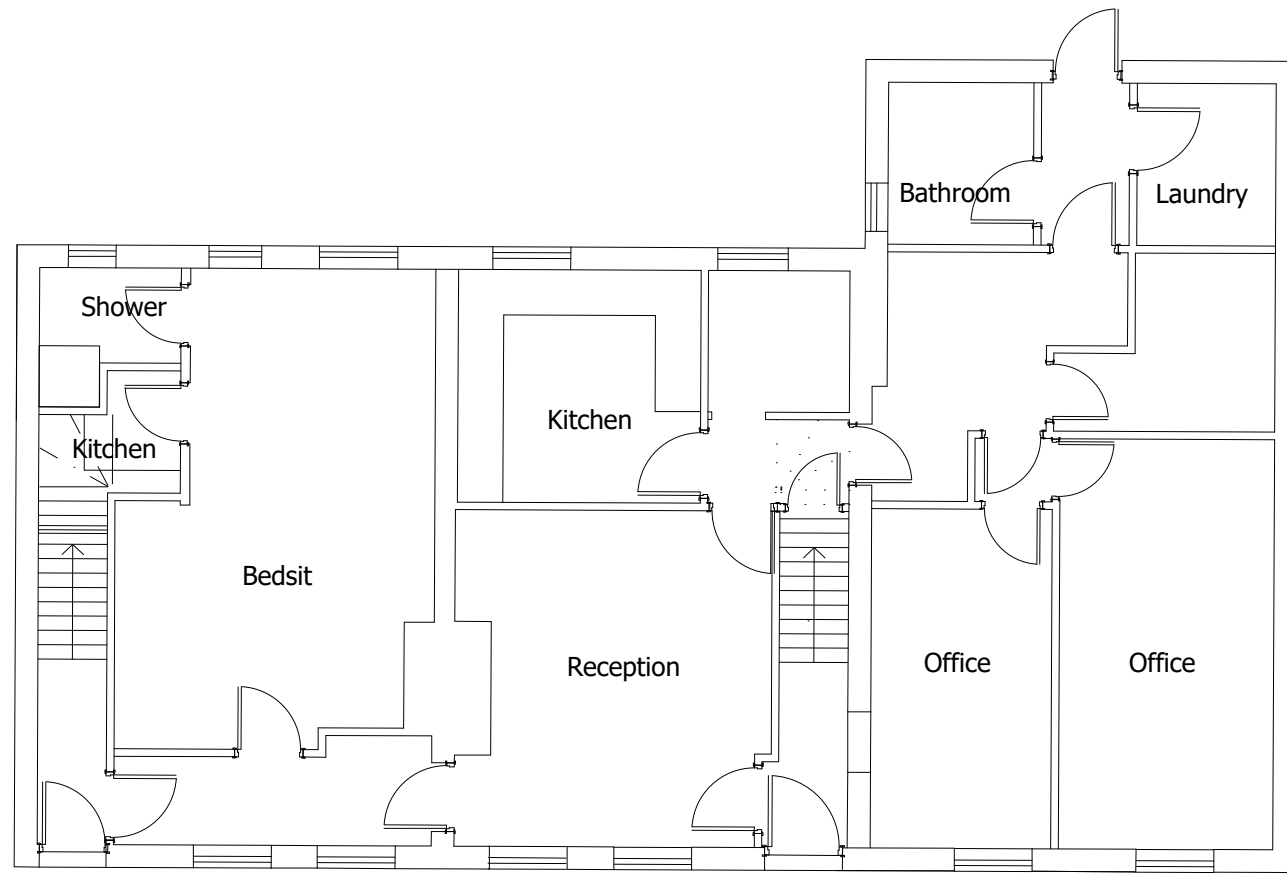 Bathroom
Laundry
Shower
Kitchen
Kitchen
Bedsit
Reception
Office
Office